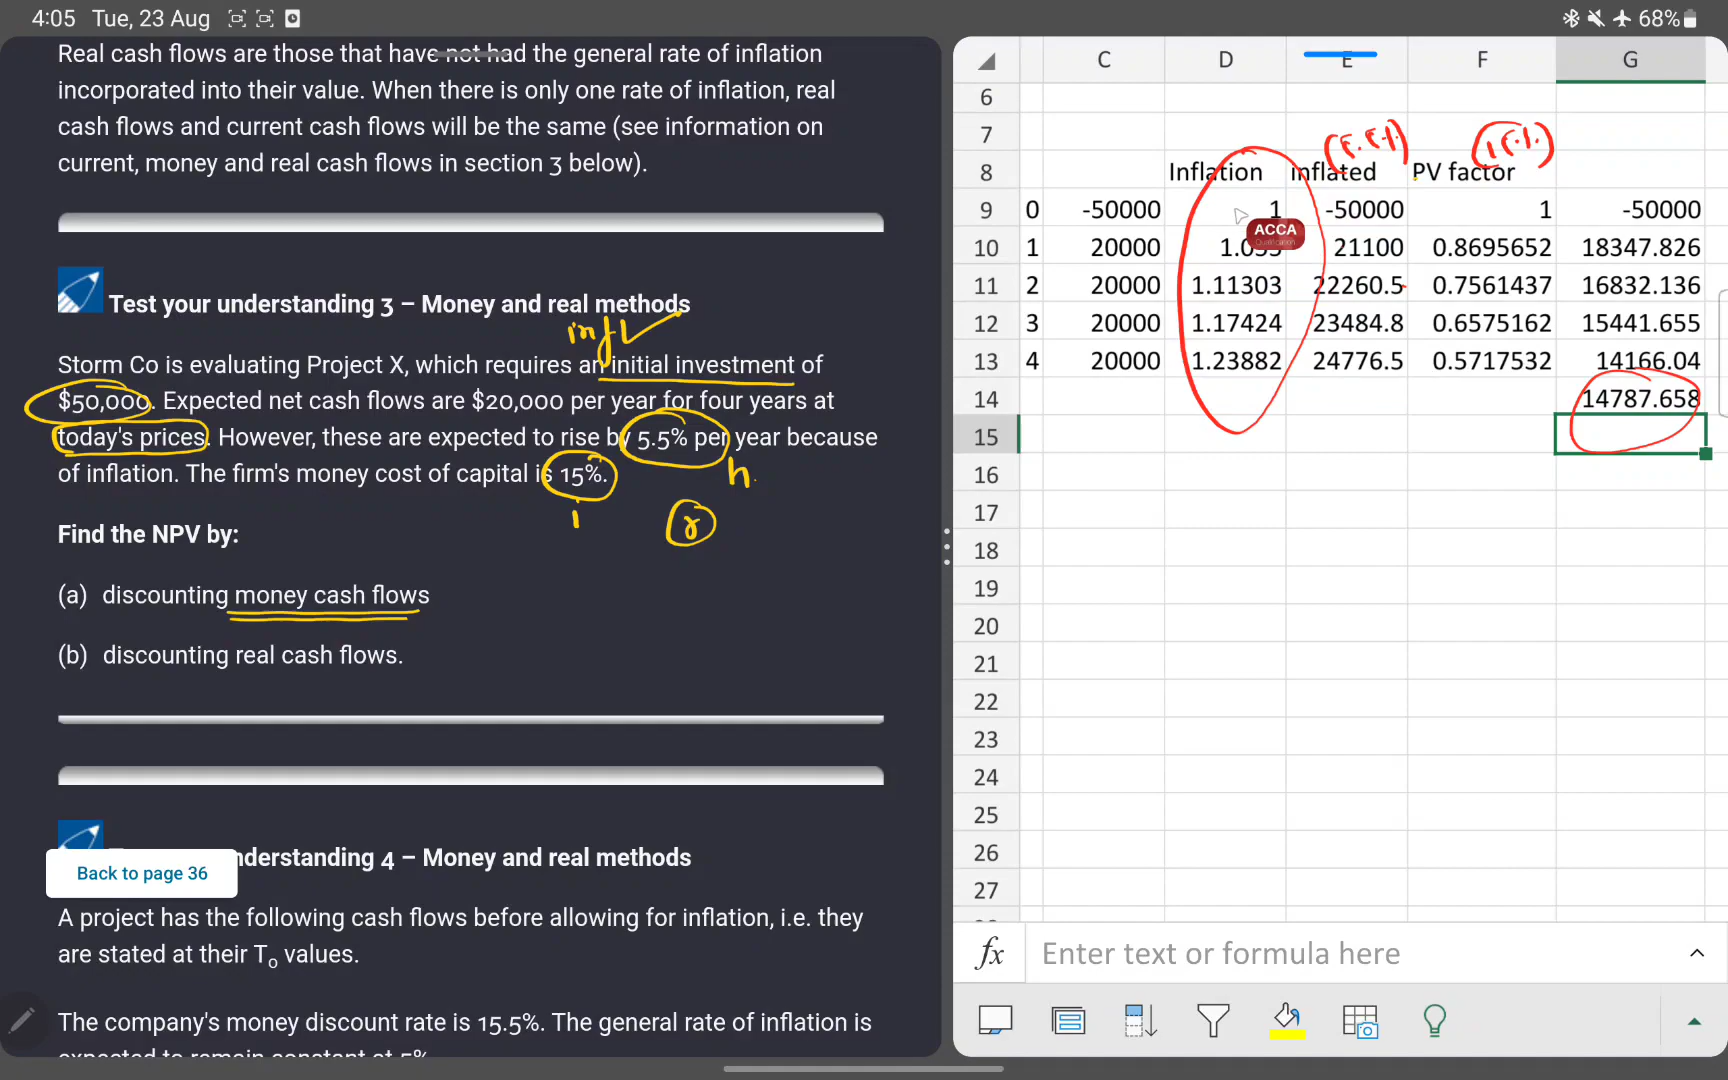 4:05 Tue, 23 Aug
68%
Real cash flows are those that have not had the general rate of inflation
incorporated into their value. When there is only one rate of inflation, real
cash flows and current cash flows will be the same (see information on
current, money and real cash flows in section 3 below).
Test your understanding 3 – Money and real methods
infl
Storm Co is evaluating Project X, which requires an initial investment of
$50,000. Expected net cash flows are $20,000 per year for four years at
today's prices. However, these are expected to rise by 5.5% per year because
of inflation. The firm's money cost of capital is 15%.
h
i
r
Find the NPV by:
(a) discounting money cash flows
(b) discounting real cash flows.
nderstanding 4 – Money and real methods
Back to page 36
A project has the following cash flows before allowing for inflation, i.e. they
are stated at their T0 values.
The company's money discount rate is 15.5%. The general rate of inflation is
C D E F G
6
7
(5.5%) (15%)
8 Inflation inflated PV factor
9 0 -50000 1 -50000 1 -50000
ACCA
10 1 20000 1.055 21100 0.8695652 18347.826
11 2 20000 1.11303 22260.5 0.7561437 16832.136
12 3 20000 1.17424 23484.8 0.6575162 15441.655
13 4 20000 1.23882 24776.5 0.5717532 14166.04
14 14787.658
15
16
17
18
19
20
21
22
23
24
25
26
27
fx Enter text or formula here